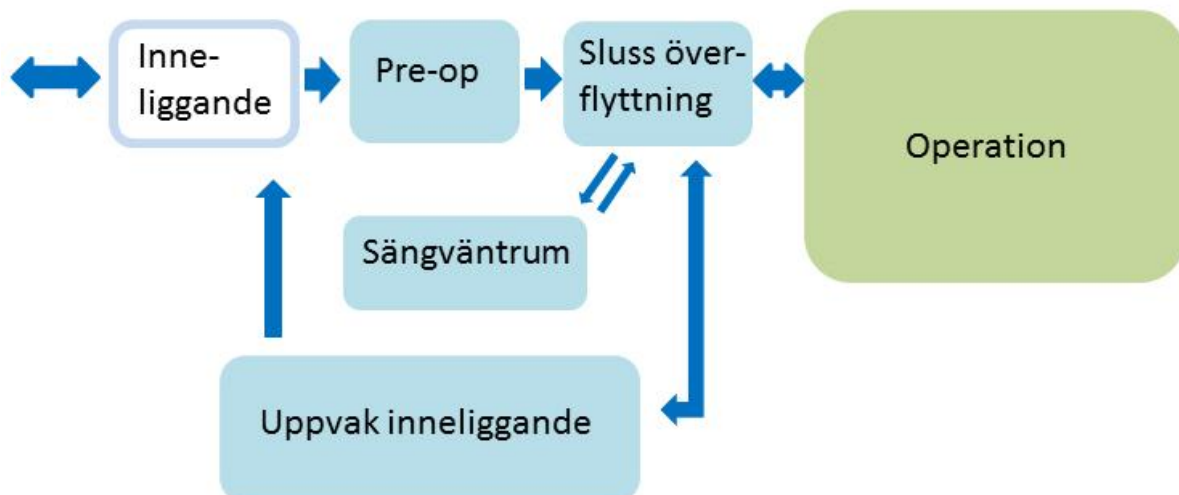 Inne-
liggande
Pre-op
Sluss över-
flyttning
Operation
Sängväntrum
Uppvak inneliggande